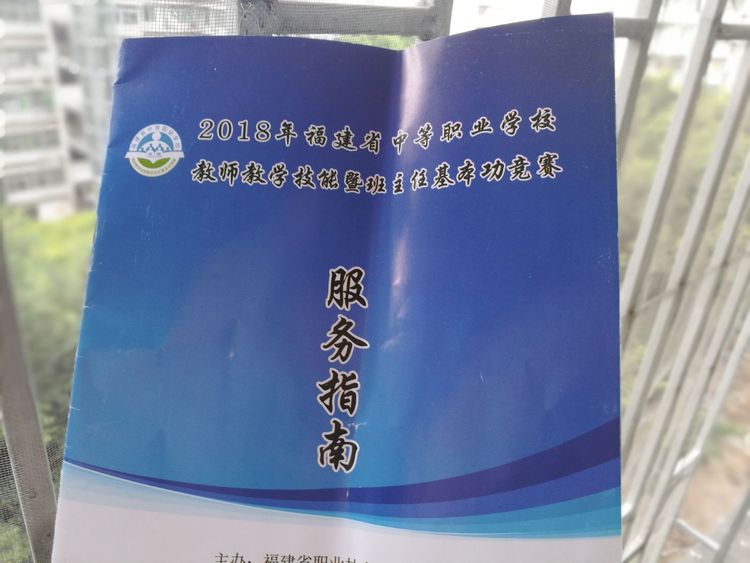 2018年福建省中等职业学校
教师教学技能暨班主任基本功竞赛
服务指南
主办：福建省职业